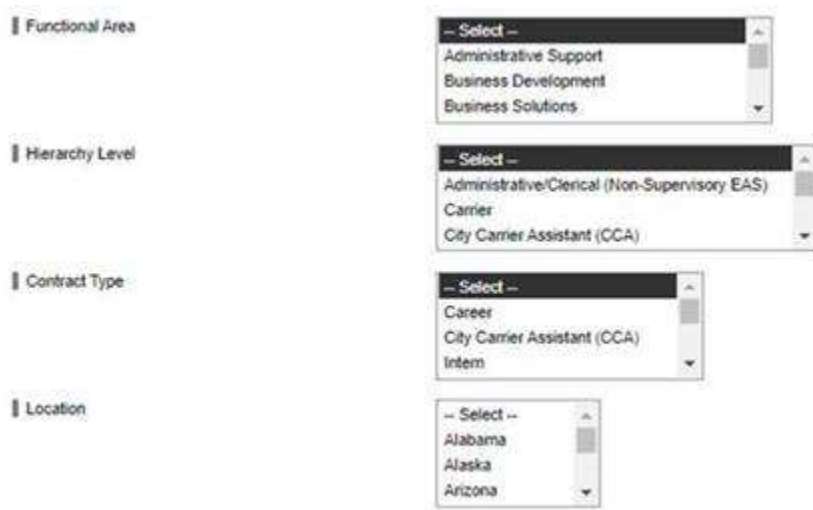 Functional Area
-- Select --
Administrative Support
Business Development
Business Solutions
Hierarchy Level
-- Select --
Administrative/Clerical (Non-Supervisory EAS)
Carrier
City Carrier Assistant (CCA)
Contract Type
-- Select --
Career
City Carrier Assistant (CCA)
Intern
Location
-- Select --
Alabama
Alaska
Arizona